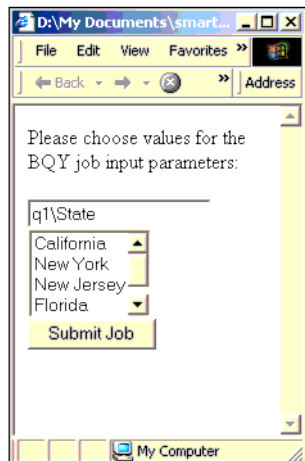 D:\My Documents\smart...
File Edit View Favorites »
Back » Address
Please choose values for the
BQY job input parameters:
q1\State
California
New York
New Jersey
Florida
Submit Job
My Computer